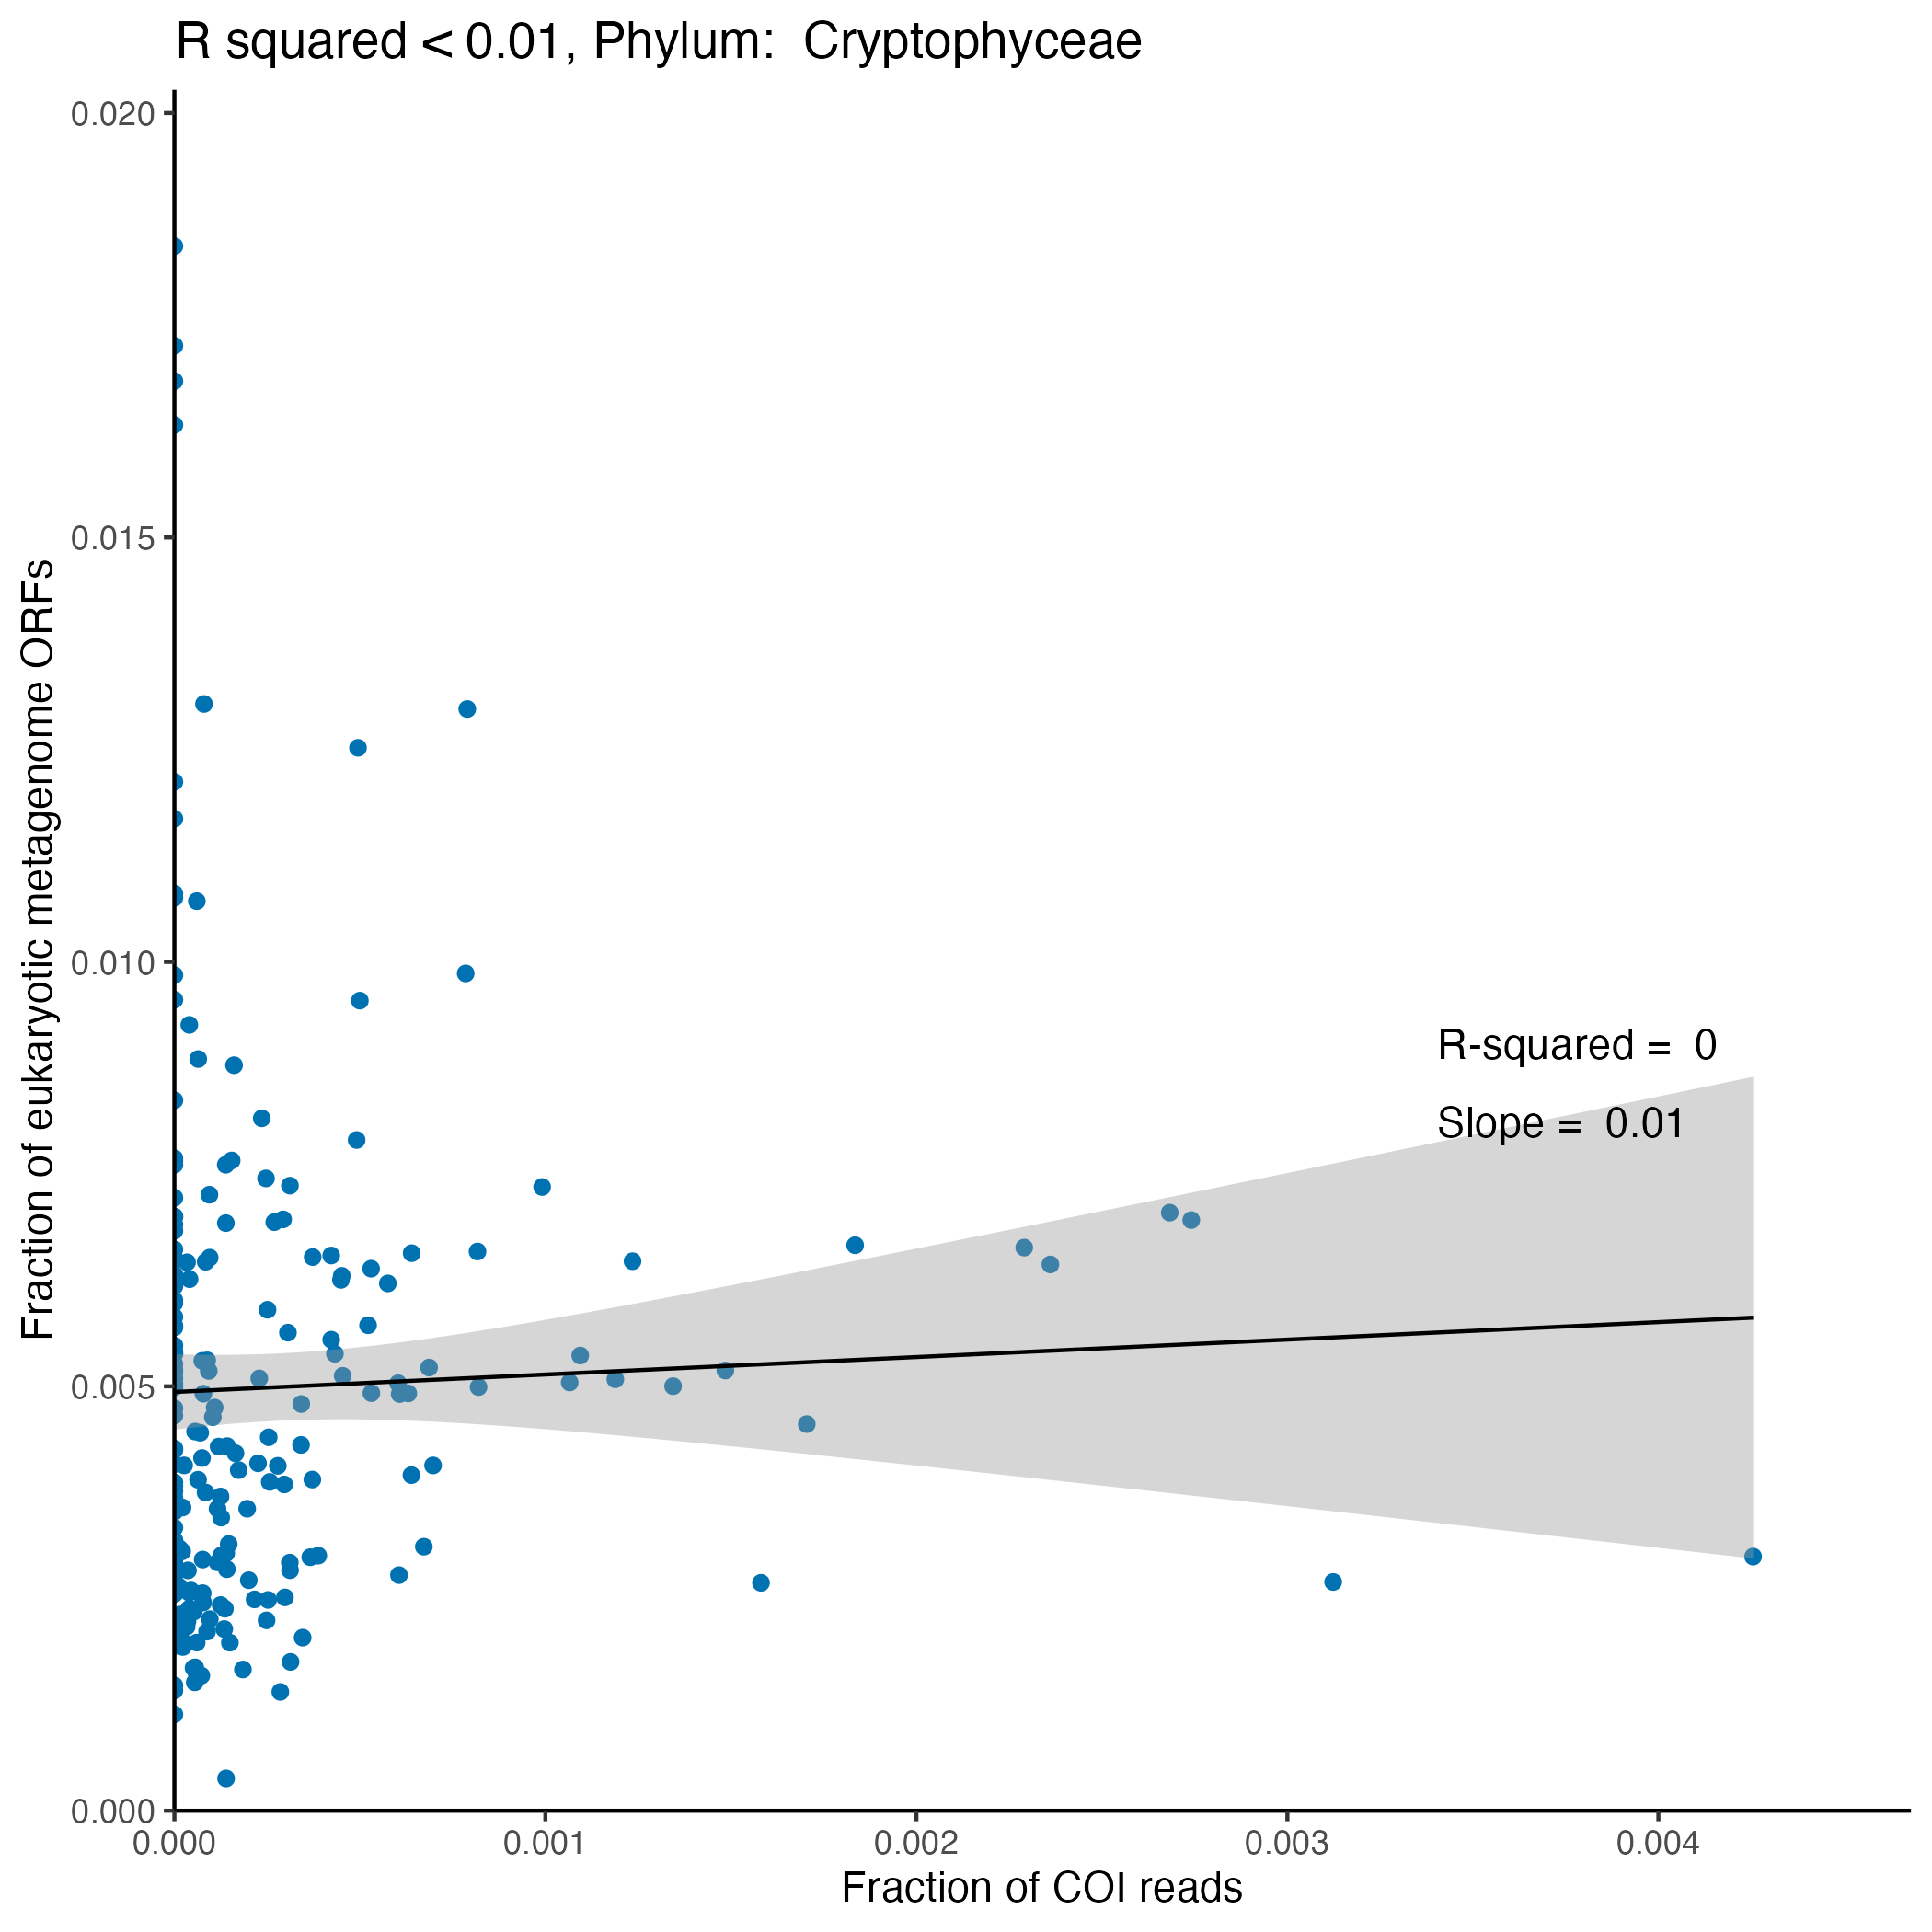 R squared < 0.01, Phylum:  Cryptophyceae
0.020
0.015
0.010
0.005
0.000
Fraction of eukaryotic metagenome ORFs
R-squared =  0
Slope =  0.01
0.000 0.001 0.002 0.003 0.004
Fraction of COI reads